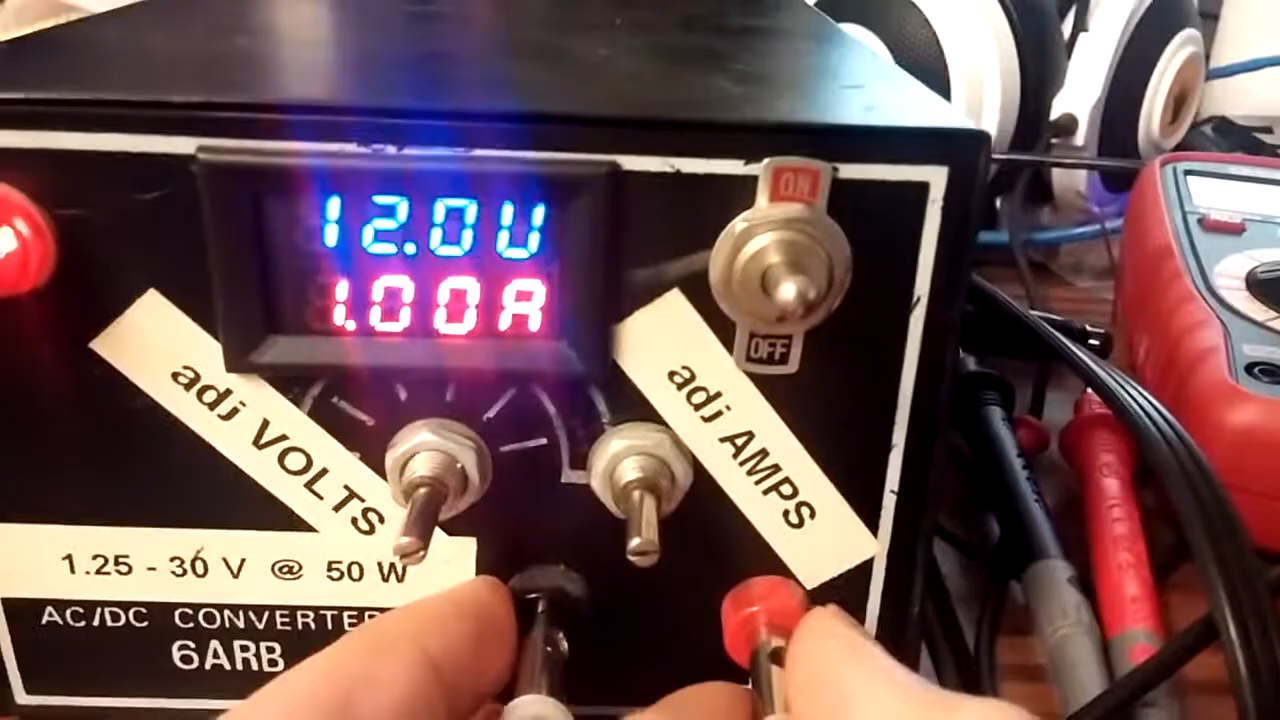 12.0V
1.00A
ON
OFF
adj VOLTS
adj AMPS
1.25 - 30 V @ 50 W
AC/DC CONVERTER
6ARB